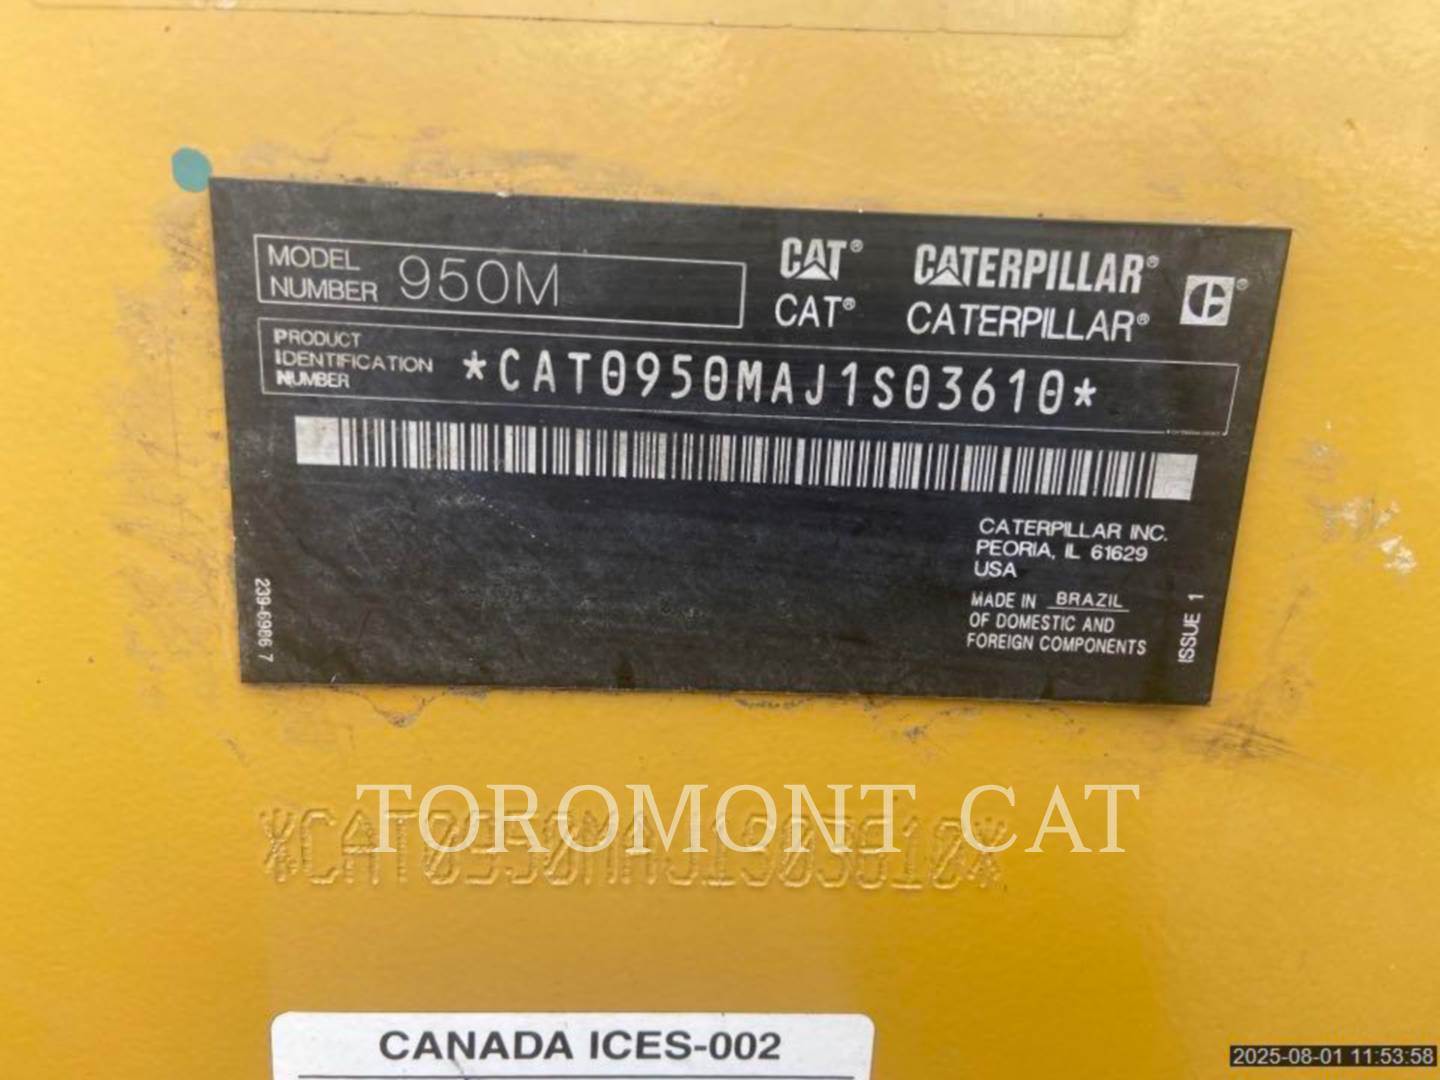 MODEL NUMBER 950M
CAT® CATERPILLAR®
CAT® CATERPILLAR®
PRODUCT IDENTIFICATION NUMBER *CAT0950MAJ1S03610*
CATERPILLAR INC.
PEORIA, IL 61629
USA
MADE IN BRAZIL
OF DOMESTIC AND
FOREIGN COMPONENTS
239-6986 7
ISSUE 1
TOROMONT CAT
*CAT0950MAJ1S03610*
CANADA ICES-002
2025-08-01 11:53:58